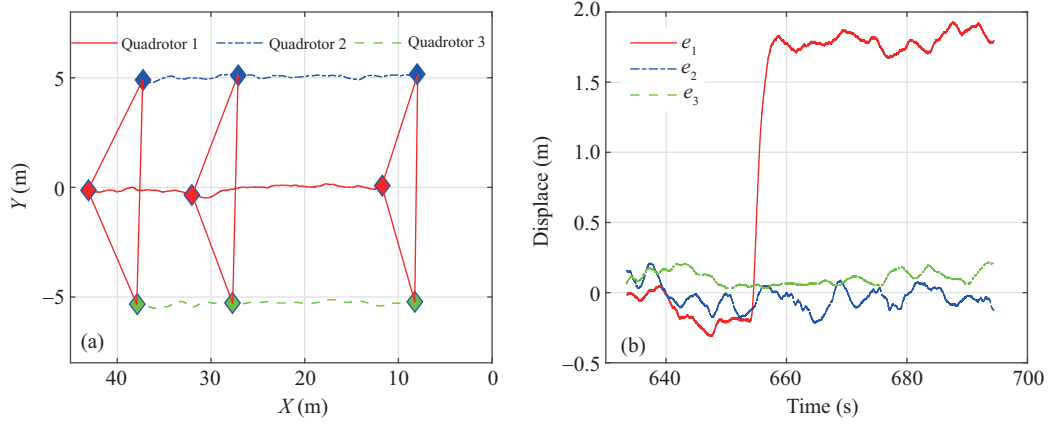 Quadrotor 1 Quadrotor 2 Quadrotor 3
10
5
0
−5
Y (m)
(a)
40 30 20 10 0
X (m)
2.0
1.5
1.0
0.5
0
−0.5
Displace (m)
e1
e2
e3
(b)
640 660 680 700
Time (s)